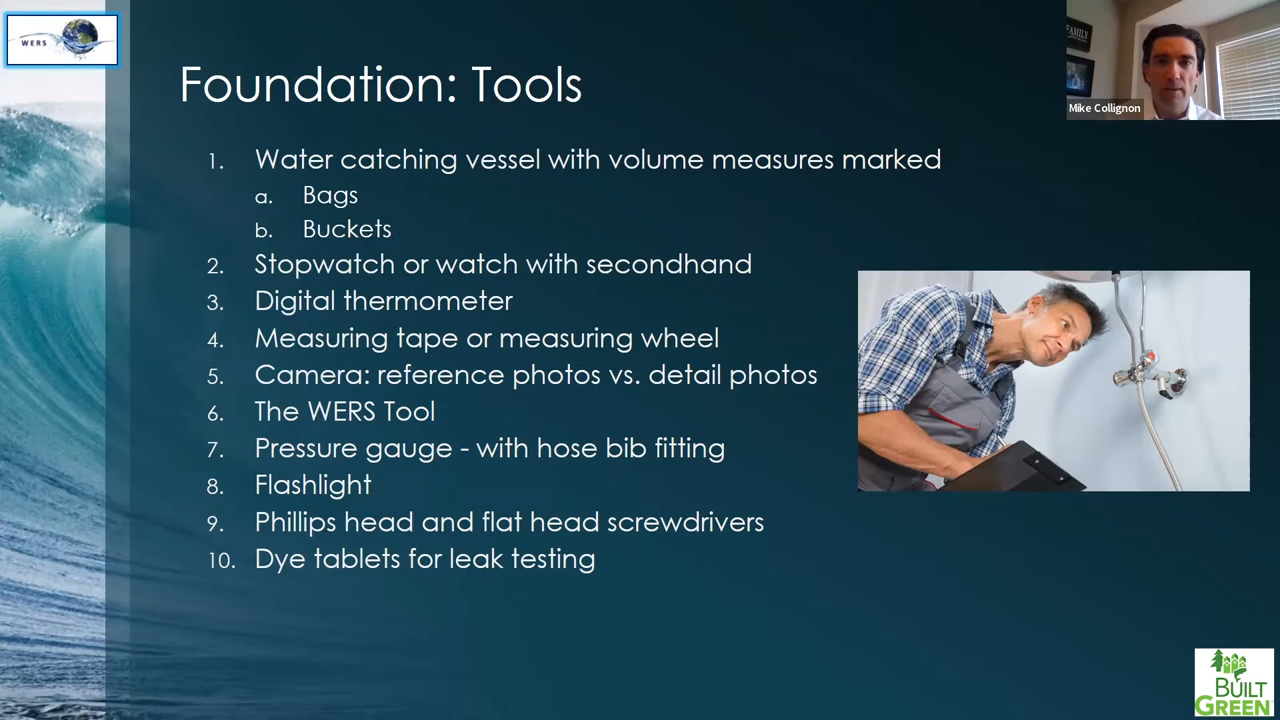 WERS
FAMILY
Mike Collignon
Foundation: Tools
1. Water catching vessel with volume measures marked
a. Bags
b. Buckets
2. Stopwatch or watch with secondhand
3. Digital thermometer
4. Measuring tape or measuring wheel
5. Camera: reference photos vs. detail photos
6. The WERS Tool
7. Pressure gauge - with hose bib fitting
8. Flashlight
9. Phillips head and flat head screwdrivers
10. Dye tablets for leak testing
BUILT
GREEN